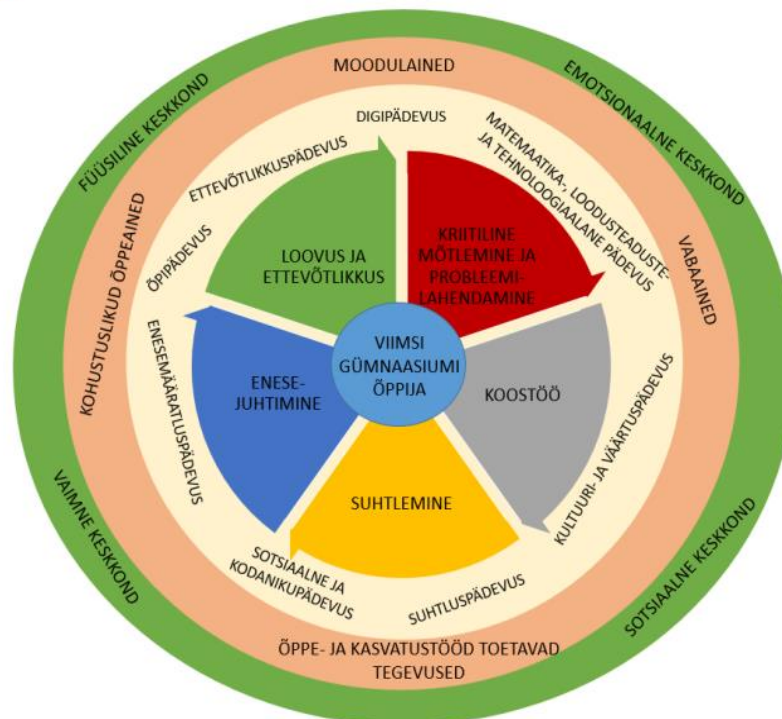 FÜÜSILINE KESKKOND
EMOTSIONAALNE KESKKOND
SOTSIAALNE KESKKOND
VAIMNE KESKKOND
MOODULAINED
VABAAINED
ÕPPE- JA KASVATUSTÖÖD TOETAVAD
TEGEVUSED
KOHUSTUSLIKUD ÕPPEAINED
DIGIPÄDEVUS
MATEMAATIKA-, LOODUSTEADUSTE-
JA TEHNOLOOGIAALANE PÄDEVUS
KULTUURI- JA VÄÄRTUSPÄDEVUS
SUHTLUSPÄDEVUS
SOTSIAALNE JA
KODANIKUPÄDEVUS
ENESEMÄÄRATLUSPÄDEVUS
ÕPIPÄDEVUS
ETTEVÕTLIKKUSPÄDEVUS
LOOVUS JA
ETTEVÕTLIKKUS
KRIITILINE
MÕTLEMINE JA
PROBLEEMI-
LAHENDAMINE
KOOSTÖÖ
SUHTLEMINE
ENESE-
JUHTIMINE
VIIMSI
GÜMNAASIUMI
ÕPPIJA